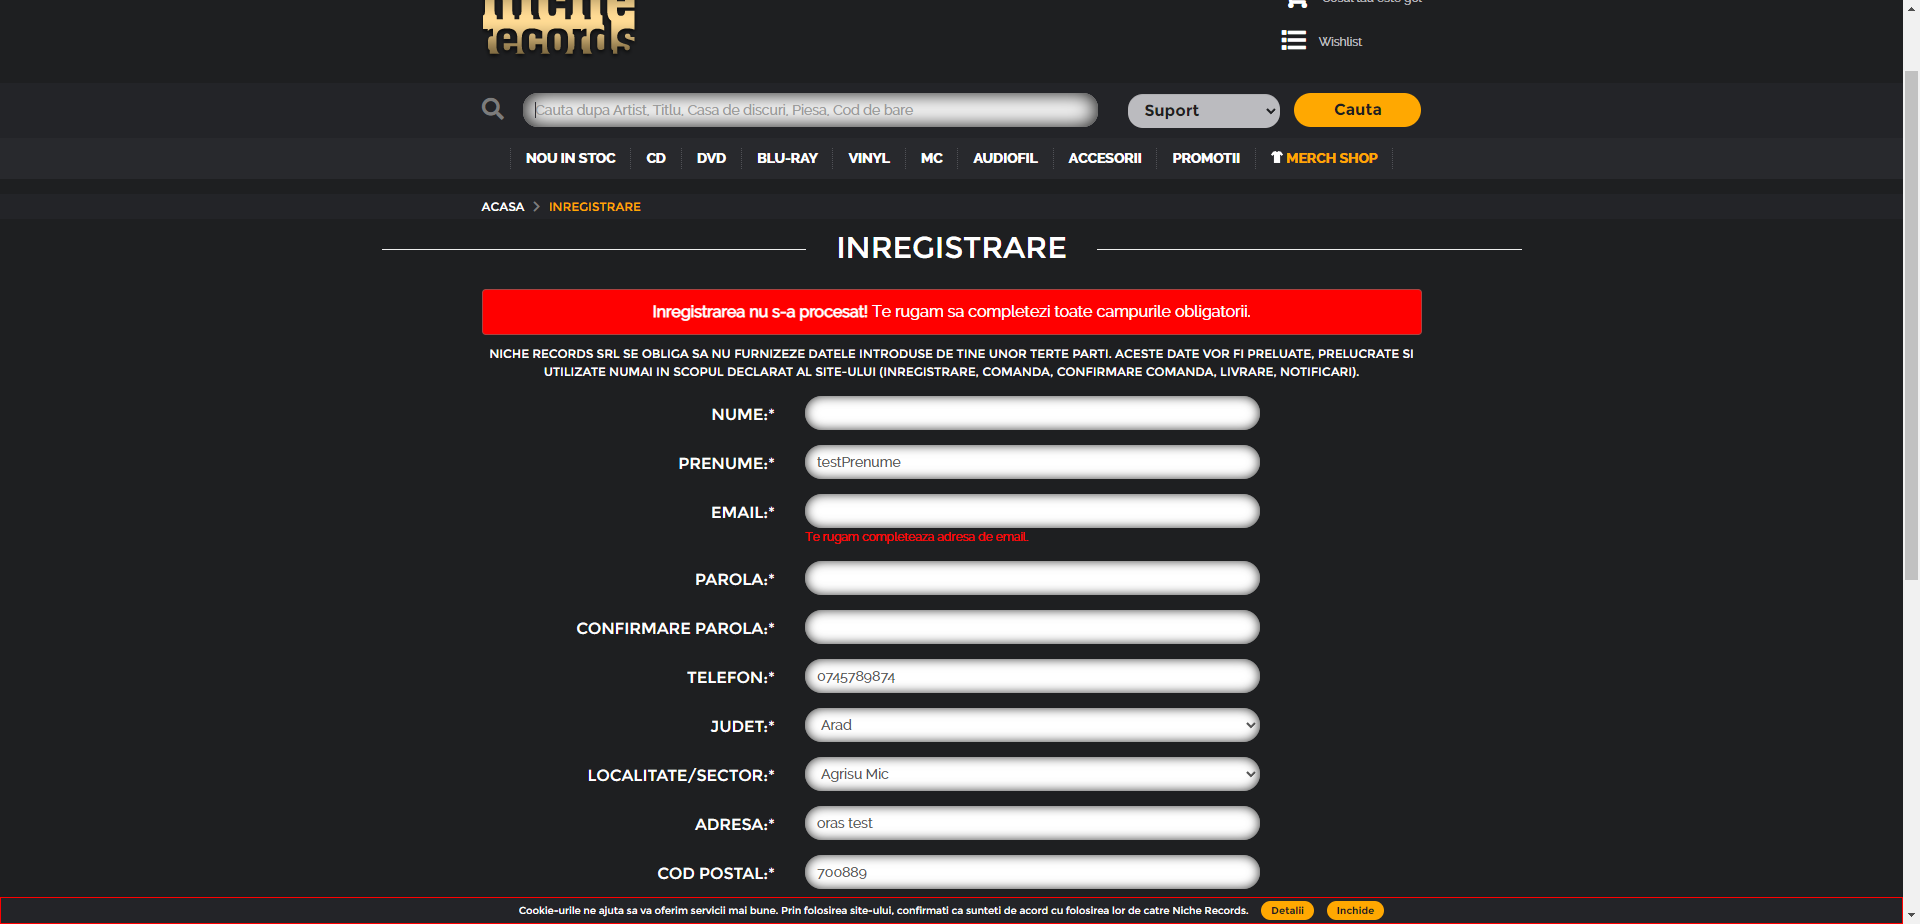 niche
records
Cosul tau este gol
Wishlist
Cauta dupa Artist, Titlu, Casa de discuri, Piesa, Cod de bare
Suport
Cauta
NOU IN STOC
CD
DVD
BLU-RAY
VINYL
MC
AUDIOFIL
ACCESORII
PROMOTII
MERCH SHOP
ACASA > INREGISTRARE
INREGISTRARE
Inregistrarea nu s-a procesat! Te rugam sa completezi toate campurile obligatorii.
NICHE RECORDS SRL SE OBLIGA SA NU FURNIZEZE DATELE INTRODUSE DE TINE UNOR TERTE PARTI. ACESTE DATE VOR FI PRELUATE, PRELUCRATE SI
UTILIZATE NUMAI IN SCOPUL DECLARAT AL SITE-ULUI (INREGISTRARE, COMANDA, CONFIRMARE COMANDA, LIVRARE, NOTIFICARI).
NUME:*
PRENUME:* testPrenume
EMAIL:*
Te rugam completeaza adresa de email.
PAROLA:*
CONFIRMARE PAROLA:*
TELEFON:* 0745789874
JUDET:* Arad
LOCALITATE/SECTOR:* Agrisu Mic
ADRESA:* oras test
COD POSTAL:* 700889
Cookie-urile ne ajuta sa va oferim servicii mai bune. Prin folosirea site-ului, confirmati ca sunteti de acord cu folosirea lor de catre Niche Records. Detalii Inchide